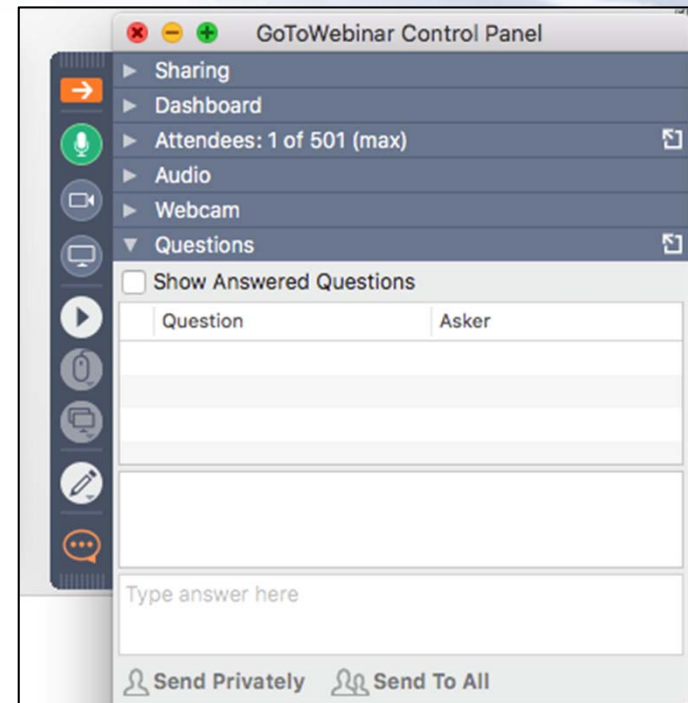 GoToWebinar Control Panel
Sharing
Dashboard
Attendees: 1 of 501 (max)
Audio
Webcam
Questions
Show Answered Questions
Question Asker
Type answer here
Send Privately Send To All